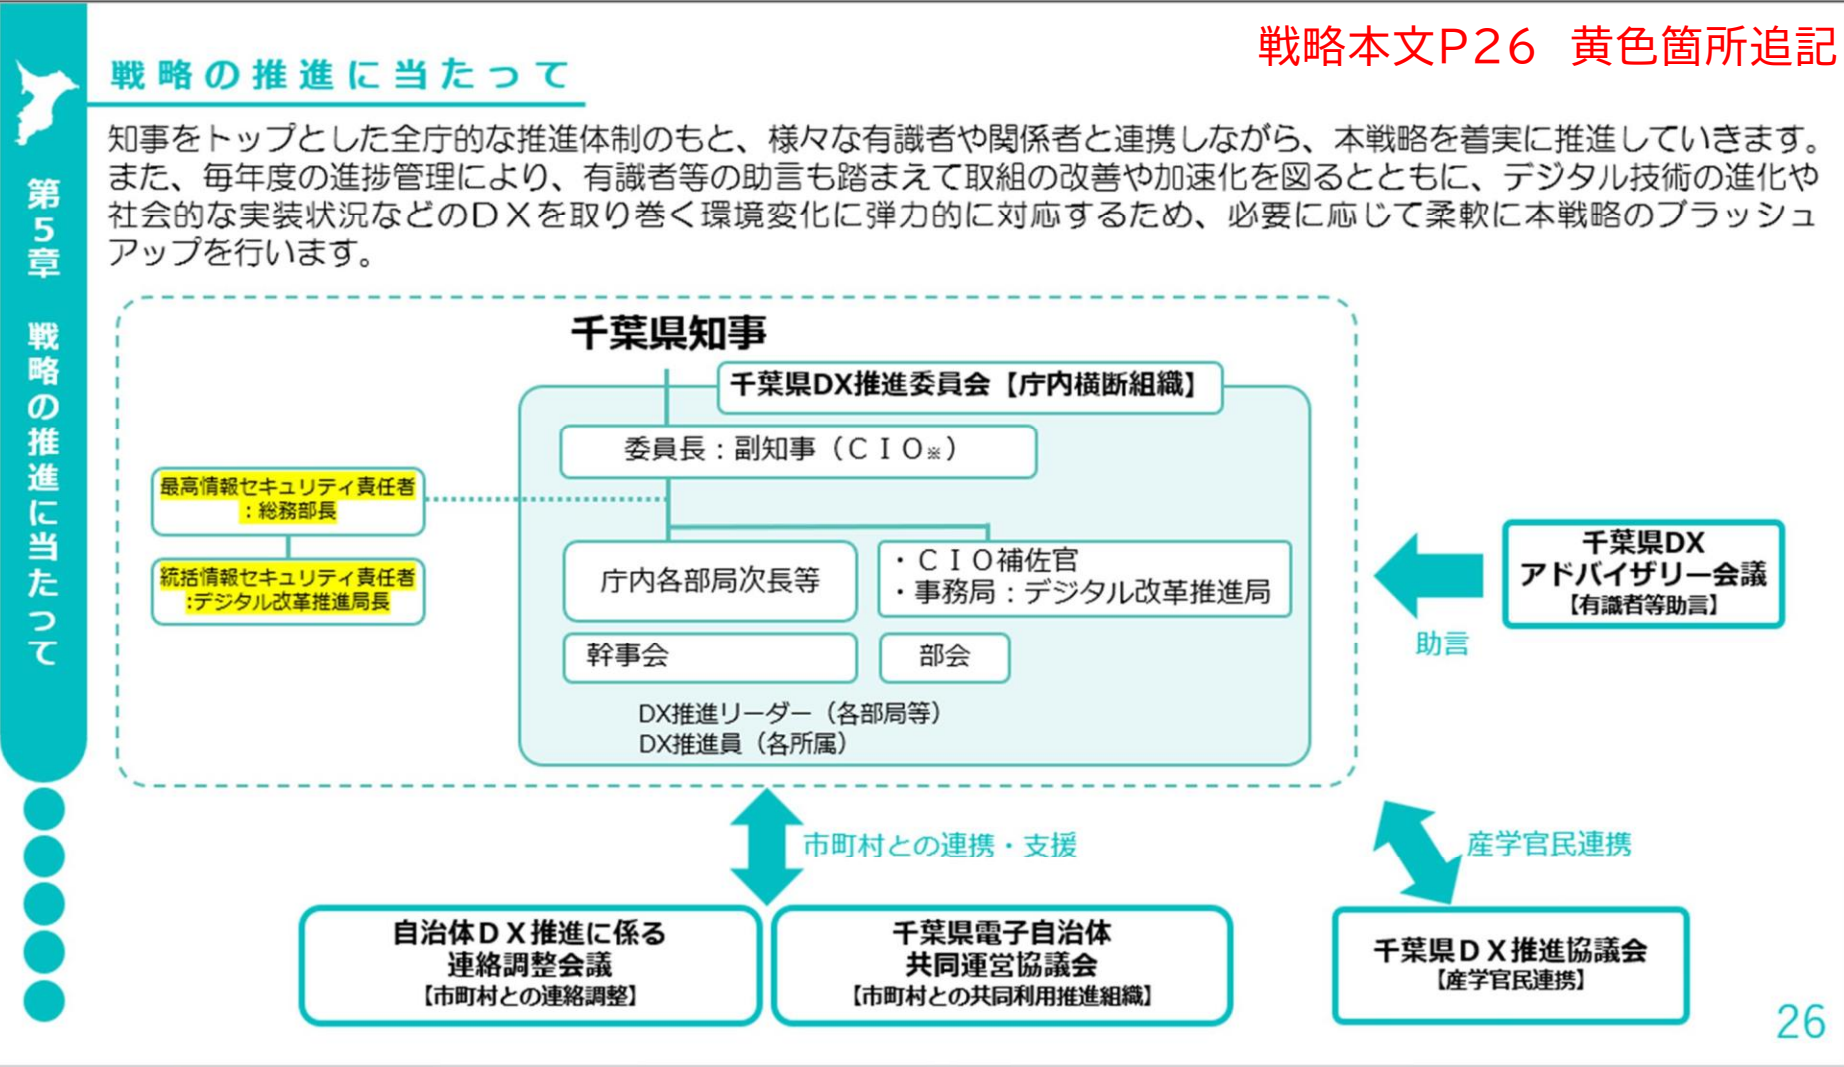 戦略本文P26　黄色箇所追記
第5章　戦略の推進に当たって
戦略の推進に当たって
知事をトップとした全庁的な推進体制のもと、様々な有識者や関係者と連携しながら、本戦略を着実に推進していきます。
また、毎年度の進捗管理により、有識者等の助言も踏まえて取組の改善や加速化を図るとともに、デジタル技術の進化や
社会的な実装状況などのＤＸを取り巻く環境変化に弾力的に対応するため、必要に応じて柔軟に本戦略のブラッシュ
アップを行います。
千葉県知事
千葉県DX推進委員会【庁内横断組織】
委員長：副知事（ＣＩＯ※）
最高情報セキュリティ責任者
：総務部長
統括情報セキュリティ責任者
:デジタル改革推進局長
庁内各部局次長等
・ＣＩＯ補佐官
・事務局：デジタル改革推進局
幹事会
部会
DX推進リーダー（各部局等）
DX推進員（各所属）
千葉県DX
アドバイザリー会議
【有識者等助言】
助言
市町村との連携・支援
産学官民連携
自治体ＤＸ推進に係る
連絡調整会議
【市町村との連絡調整】
千葉県電子自治体
共同運営協議会
【市町村との共同利用推進組織】
千葉県ＤＸ推進協議会
【産学官民連携】
26